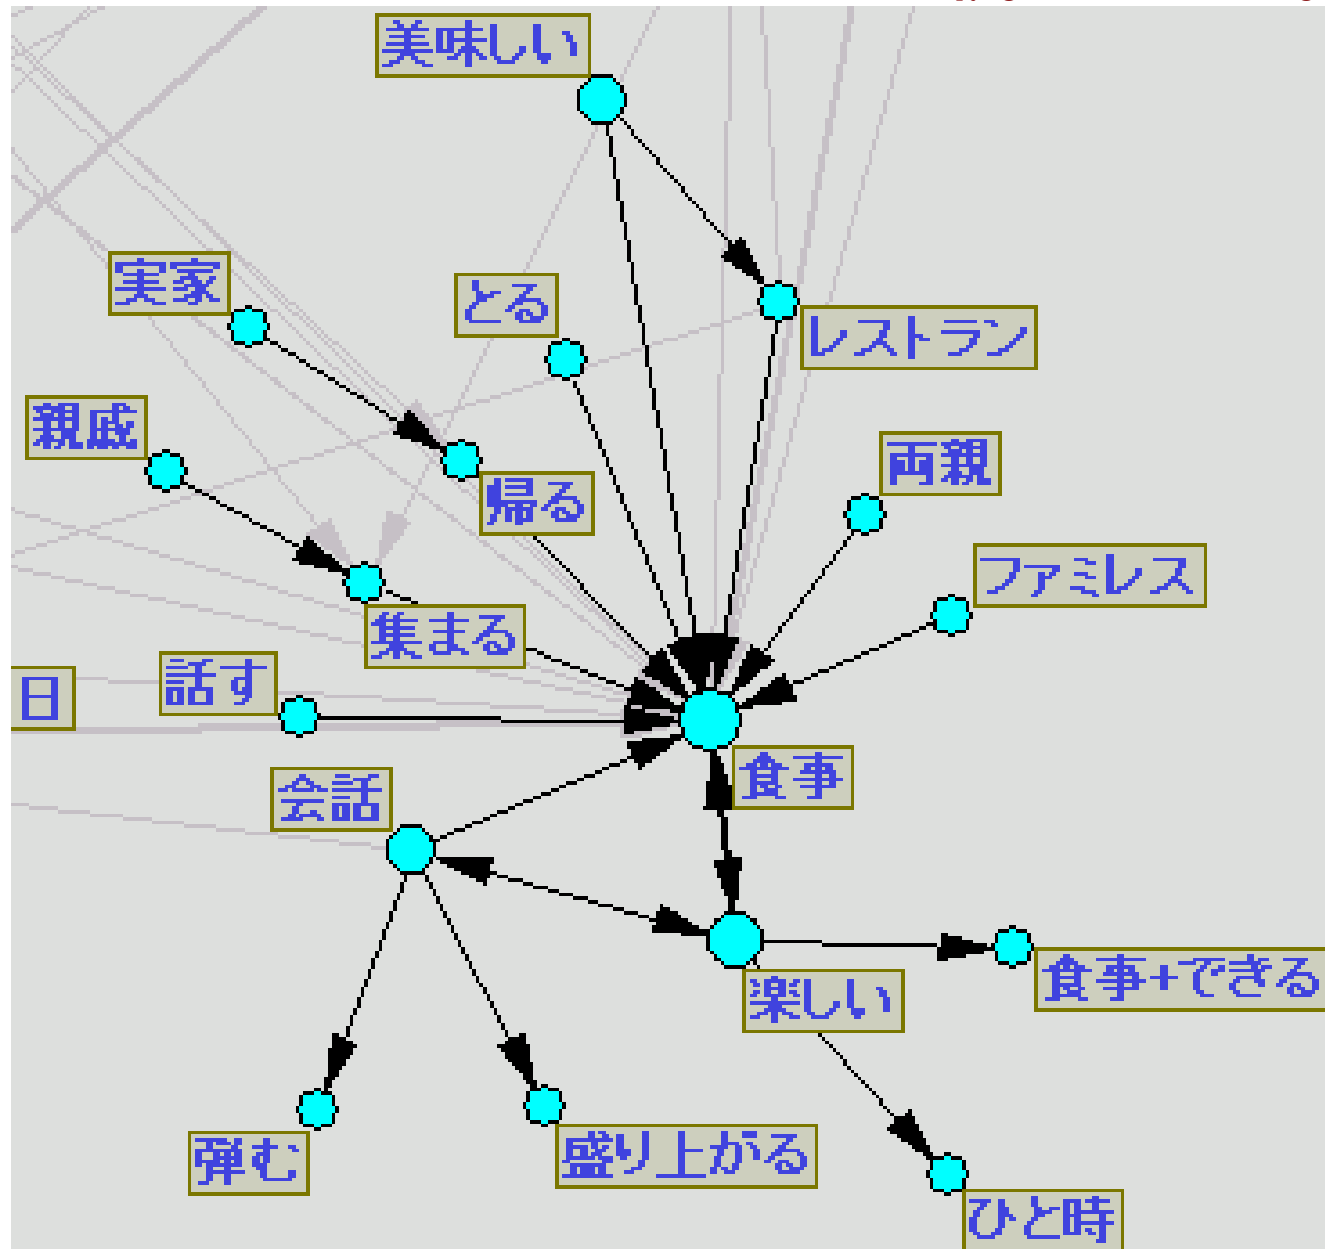 美味しい
実家
とる
レストラン
親戚
帰る
両親
ファミレス
集まる
話す
日
食事
会話
楽しい
食事+できる
弾む
盛り上がる
ひと時